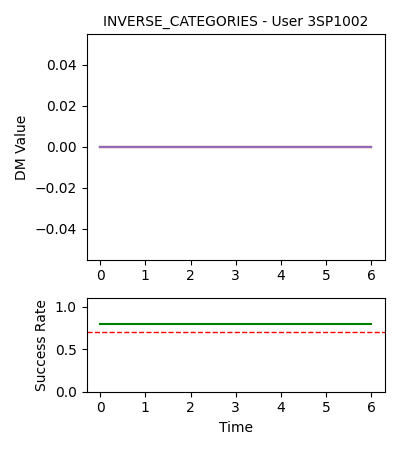 INVERSE_CATEGORIES - User 3SP1002
DM Value
0.04
0.02
0.00
−0.02
−0.04
0 1 2 3 4 5 6
Success Rate
1.0
0.5
0.0
0 1 2 3 4 5 6
Time